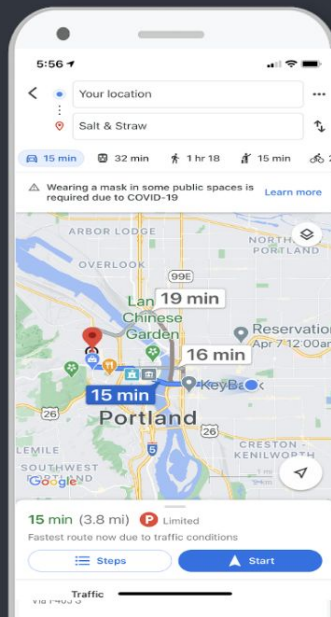 5:56
Your location
Salt & Straw
15 min
32 min
1 hr 18
15 min
Wearing a mask in some public spaces is
required due to COVID-19
Learn more
ARBOR LODGE
NORTH
PORTLAND
OVERLOOK
99E
Lan
19 min
Chinese
Garden
Reservation
Apr 7 12:00am
16 min
KeyBa k
15 min
26
Portland
26
5
CRESTON -
KENILWORTH
LEMILE
SOUTHWEST
PORTLAND
Google
15 min (3.8 mi) P Limited
Fastest route now due to traffic conditions
Steps
Start
Traffic